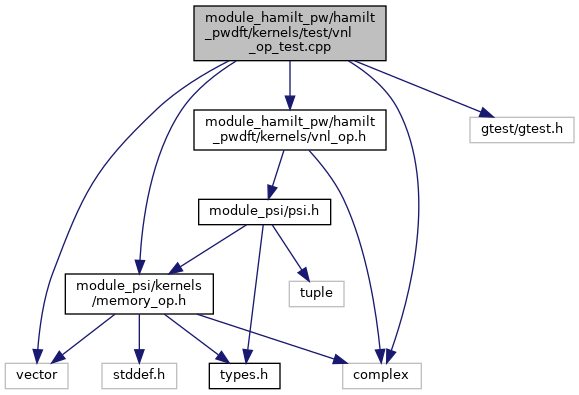 module_hamilt_pw/hamilt
_pwdft/kernels/test/vnl
_op_test.cpp
module_hamilt_pw/hamilt
_pwdft/kernels/vnl_op.h
gtest/gtest.h
module_psi/psi.h
module_psi/kernels
/memory_op.h
tuple
vector
stddef.h
types.h
complex